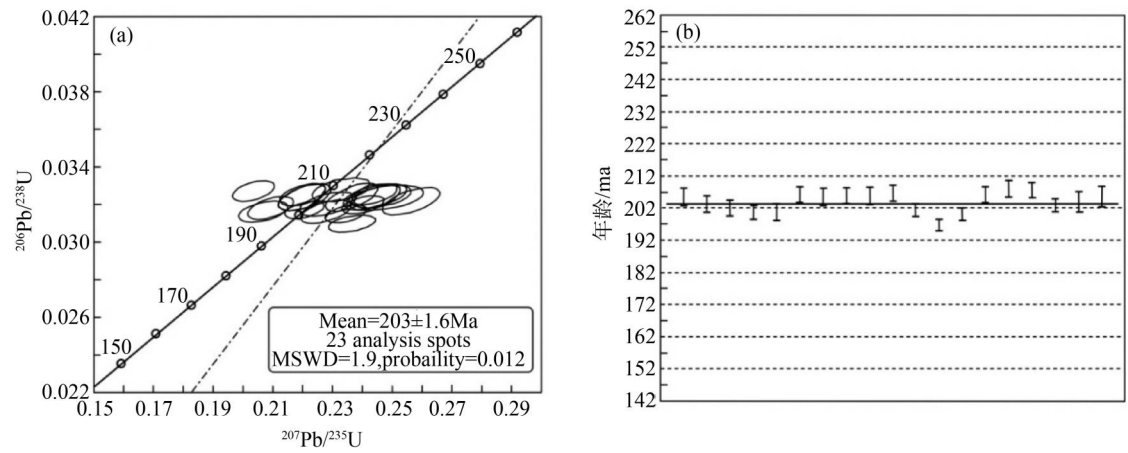 (a)
0.042
0.038
0.034
0.030
0.026
0.022
²⁰⁶Pb/²³⁸U
250
230
210
190
170
150
Mean=203±1.6Ma
23 analysis spots
MSWD=1.9,probaility=0.012
0.15 0.17 0.19 0.21 0.23 0.25 0.27 0.29
²⁰⁷Pb/²³⁵U
(b)
262
252
242
232
222
212
202
192
182
172
162
152
142
年龄/ma